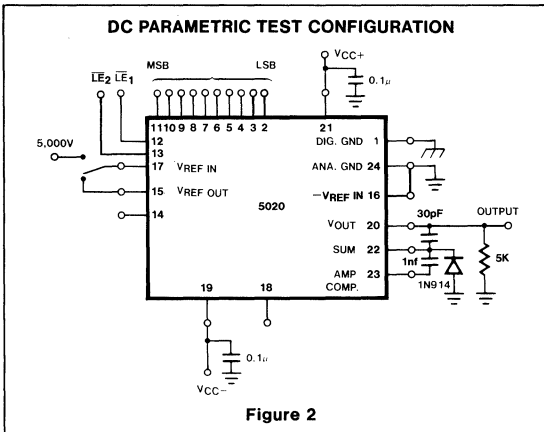 DC PARAMETRIC TEST CONFIGURATION
VCC+
LE2 LE1 MSB LSB
0.1μ
11 10 9 8 7 6 5 4 3 2 21
5,000V
12 DIG. GND 1
13 ANA. GND 24
17 VREF IN
-VREF IN 16
15 VREF OUT 30pF OUTPUT
5020 VOUT 20
14
SUM 22 5K
1nf
AMP 23
COMP. 1N914
19 18
0.1μ
VCC-
Figure 2